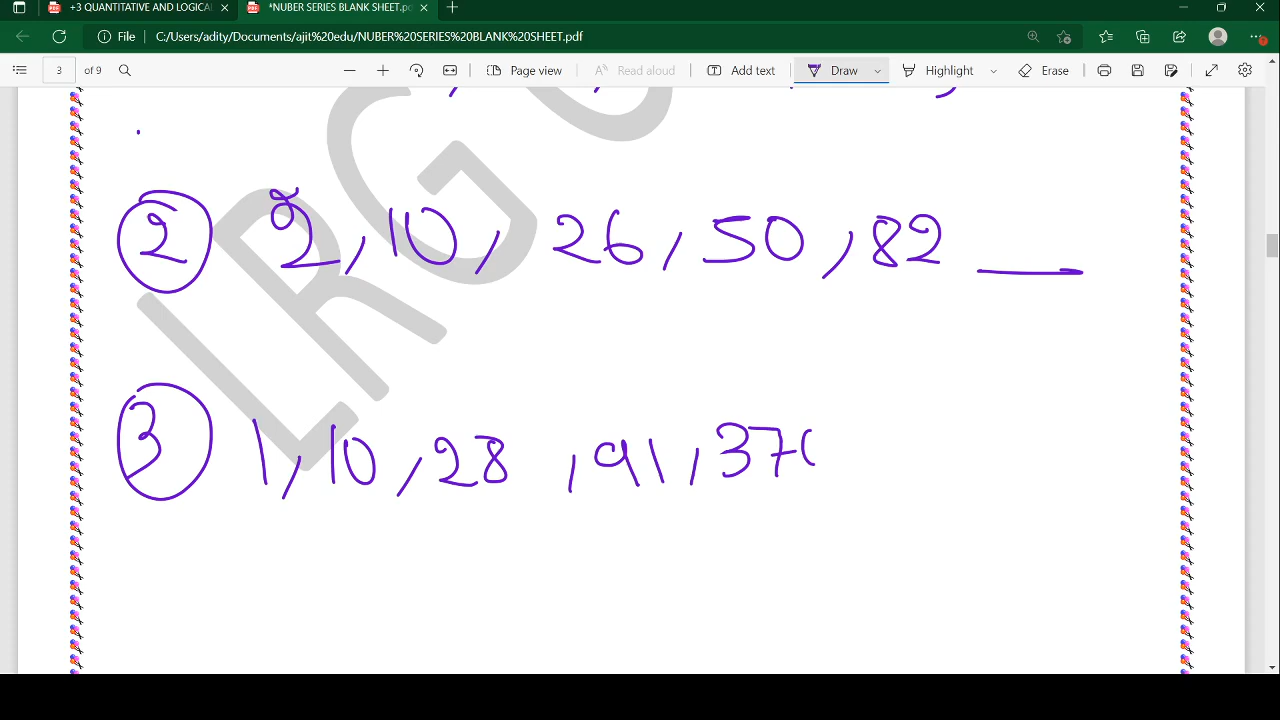 +3 QUANTITATIVE AND LOGICAL
*NUBER SERIES BLANK SHEET.pd
File C:/Users/adity/Documents/ajit%20edu/NUBER%20SERIES%20BLANK%20SHEET.pdf
3 of 9 Page view Read aloud Add text Draw Highlight Erase
LRG
2 2, 10, 26, 50, 82 ___
3 1, 10, 28, 91, 37